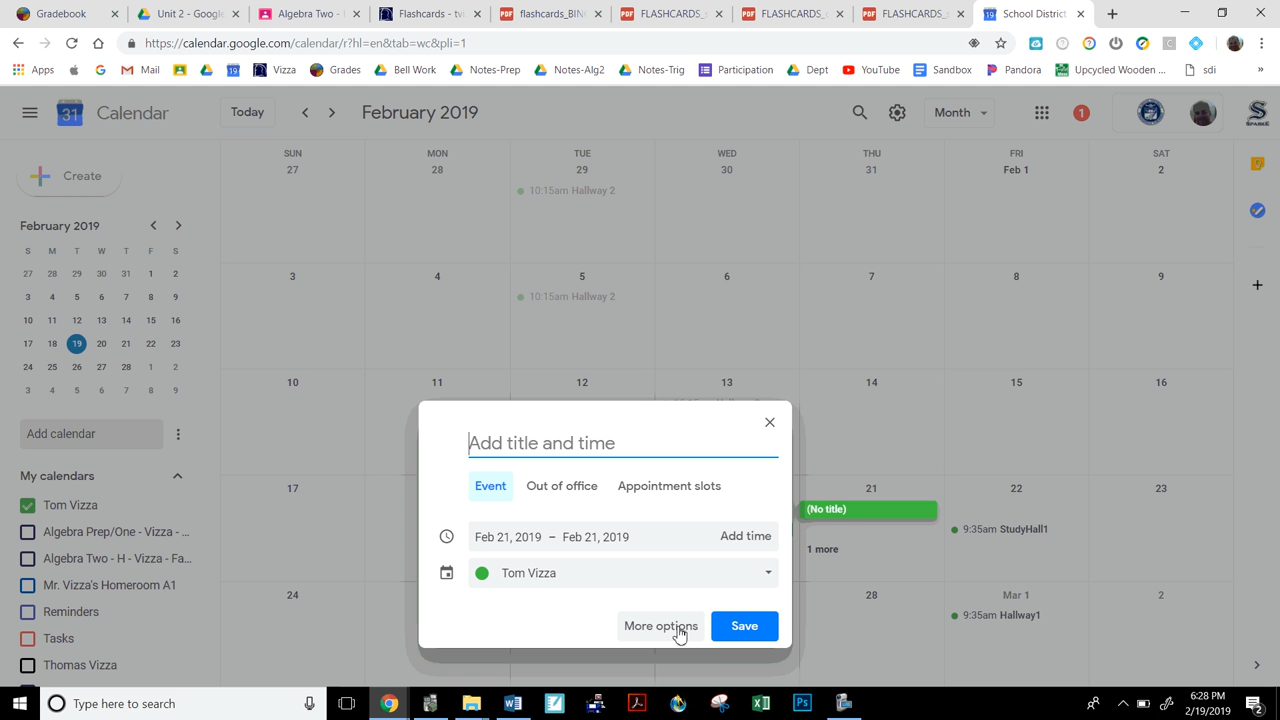 Gradebook
Unit 2 - Google
Algebra Two - H
Flashcards - tvi
flashcards_BIN
FLASHCARDS_
FLASHCARDS_
FLASHCARDS_
School District
https://calendar.google.com/calendar/r?hl=en&tab=wc&pli=1
Apps
Mail
Vizza
Grades
Bell Work
Notes-Prep
Notes-Alg2
Notes-Trig
Participation
Dept
YouTube
Sandbox
Pandora
Upcycled Wooden ...
sdi
»
31 Calendar
Today
February 2019
Month
1
SPARKS
Create
SUN MON TUE WED THU FRI SAT
27 28 29 30 31 Feb 1 2
10:15am Hallway 2
February 2019
S M T W T F S
27 28 29 30 31 1 2
3 4 5 6 7 8 9
10 11 12 13 14 15 16
17 18 19 20 21 22 23
24 25 26 27 28 1 2
3 4 5 6 7 8 9
3 4 5 6 7 8 9
10:15am Hallway 2
10 11 12 13 14 15 16
Add calendar
My calendars
Tom Vizza
Algebra Prep/One - Vizza - ...
Algebra Two - H - Vizza - Fa...
Mr. Vizza's Homeroom A1
Reminders
Tasks
Thomas Vizza
Add title and time
Event Out of office Appointment slots
Feb 21, 2019 – Feb 21, 2019 Add time
Tom Vizza
More options Save
17 21 22 23
(No title)
9:35am StudyHall1
1 more
24 28 Mar 1 2
9:35am Hallway1
Type here to search
6:28 PM
2/19/2019
2